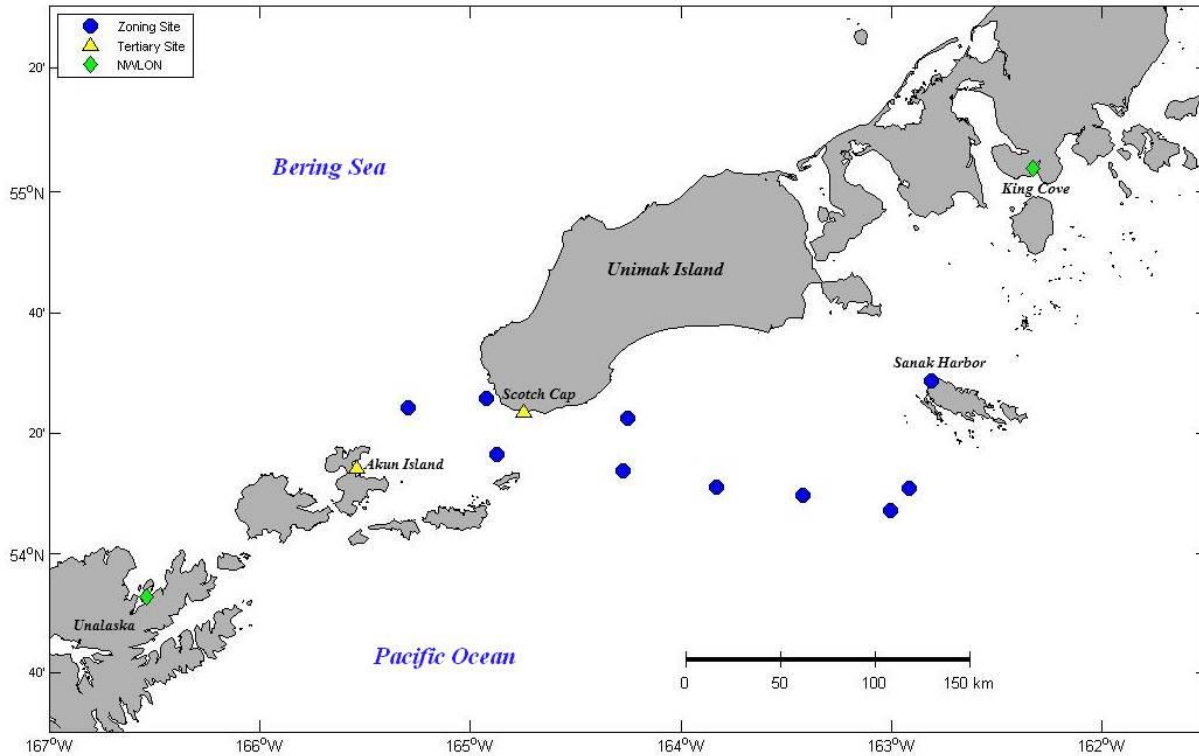 Zoning Site
Tertiary Site
NWLON
20'
Bering Sea
55°N
King Cove
Unimak Island
40'
Sanak Harbor
Scotch Cap
20'
Akun Island
54°N
Unalaska
Pacific Ocean
40'
0 50 100 150 km
167°W 166°W 165°W 164°W 163°W 162°W